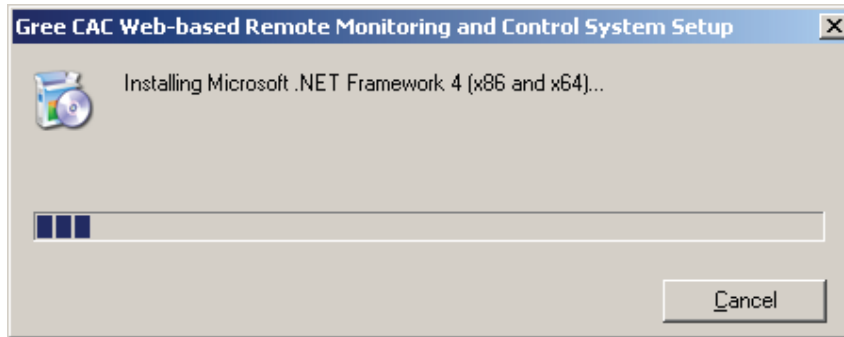 Gree CAC Web-based Remote Monitoring and Control System Setup
Installing Microsoft .NET Framework 4 (x86 and x64)...
Cancel